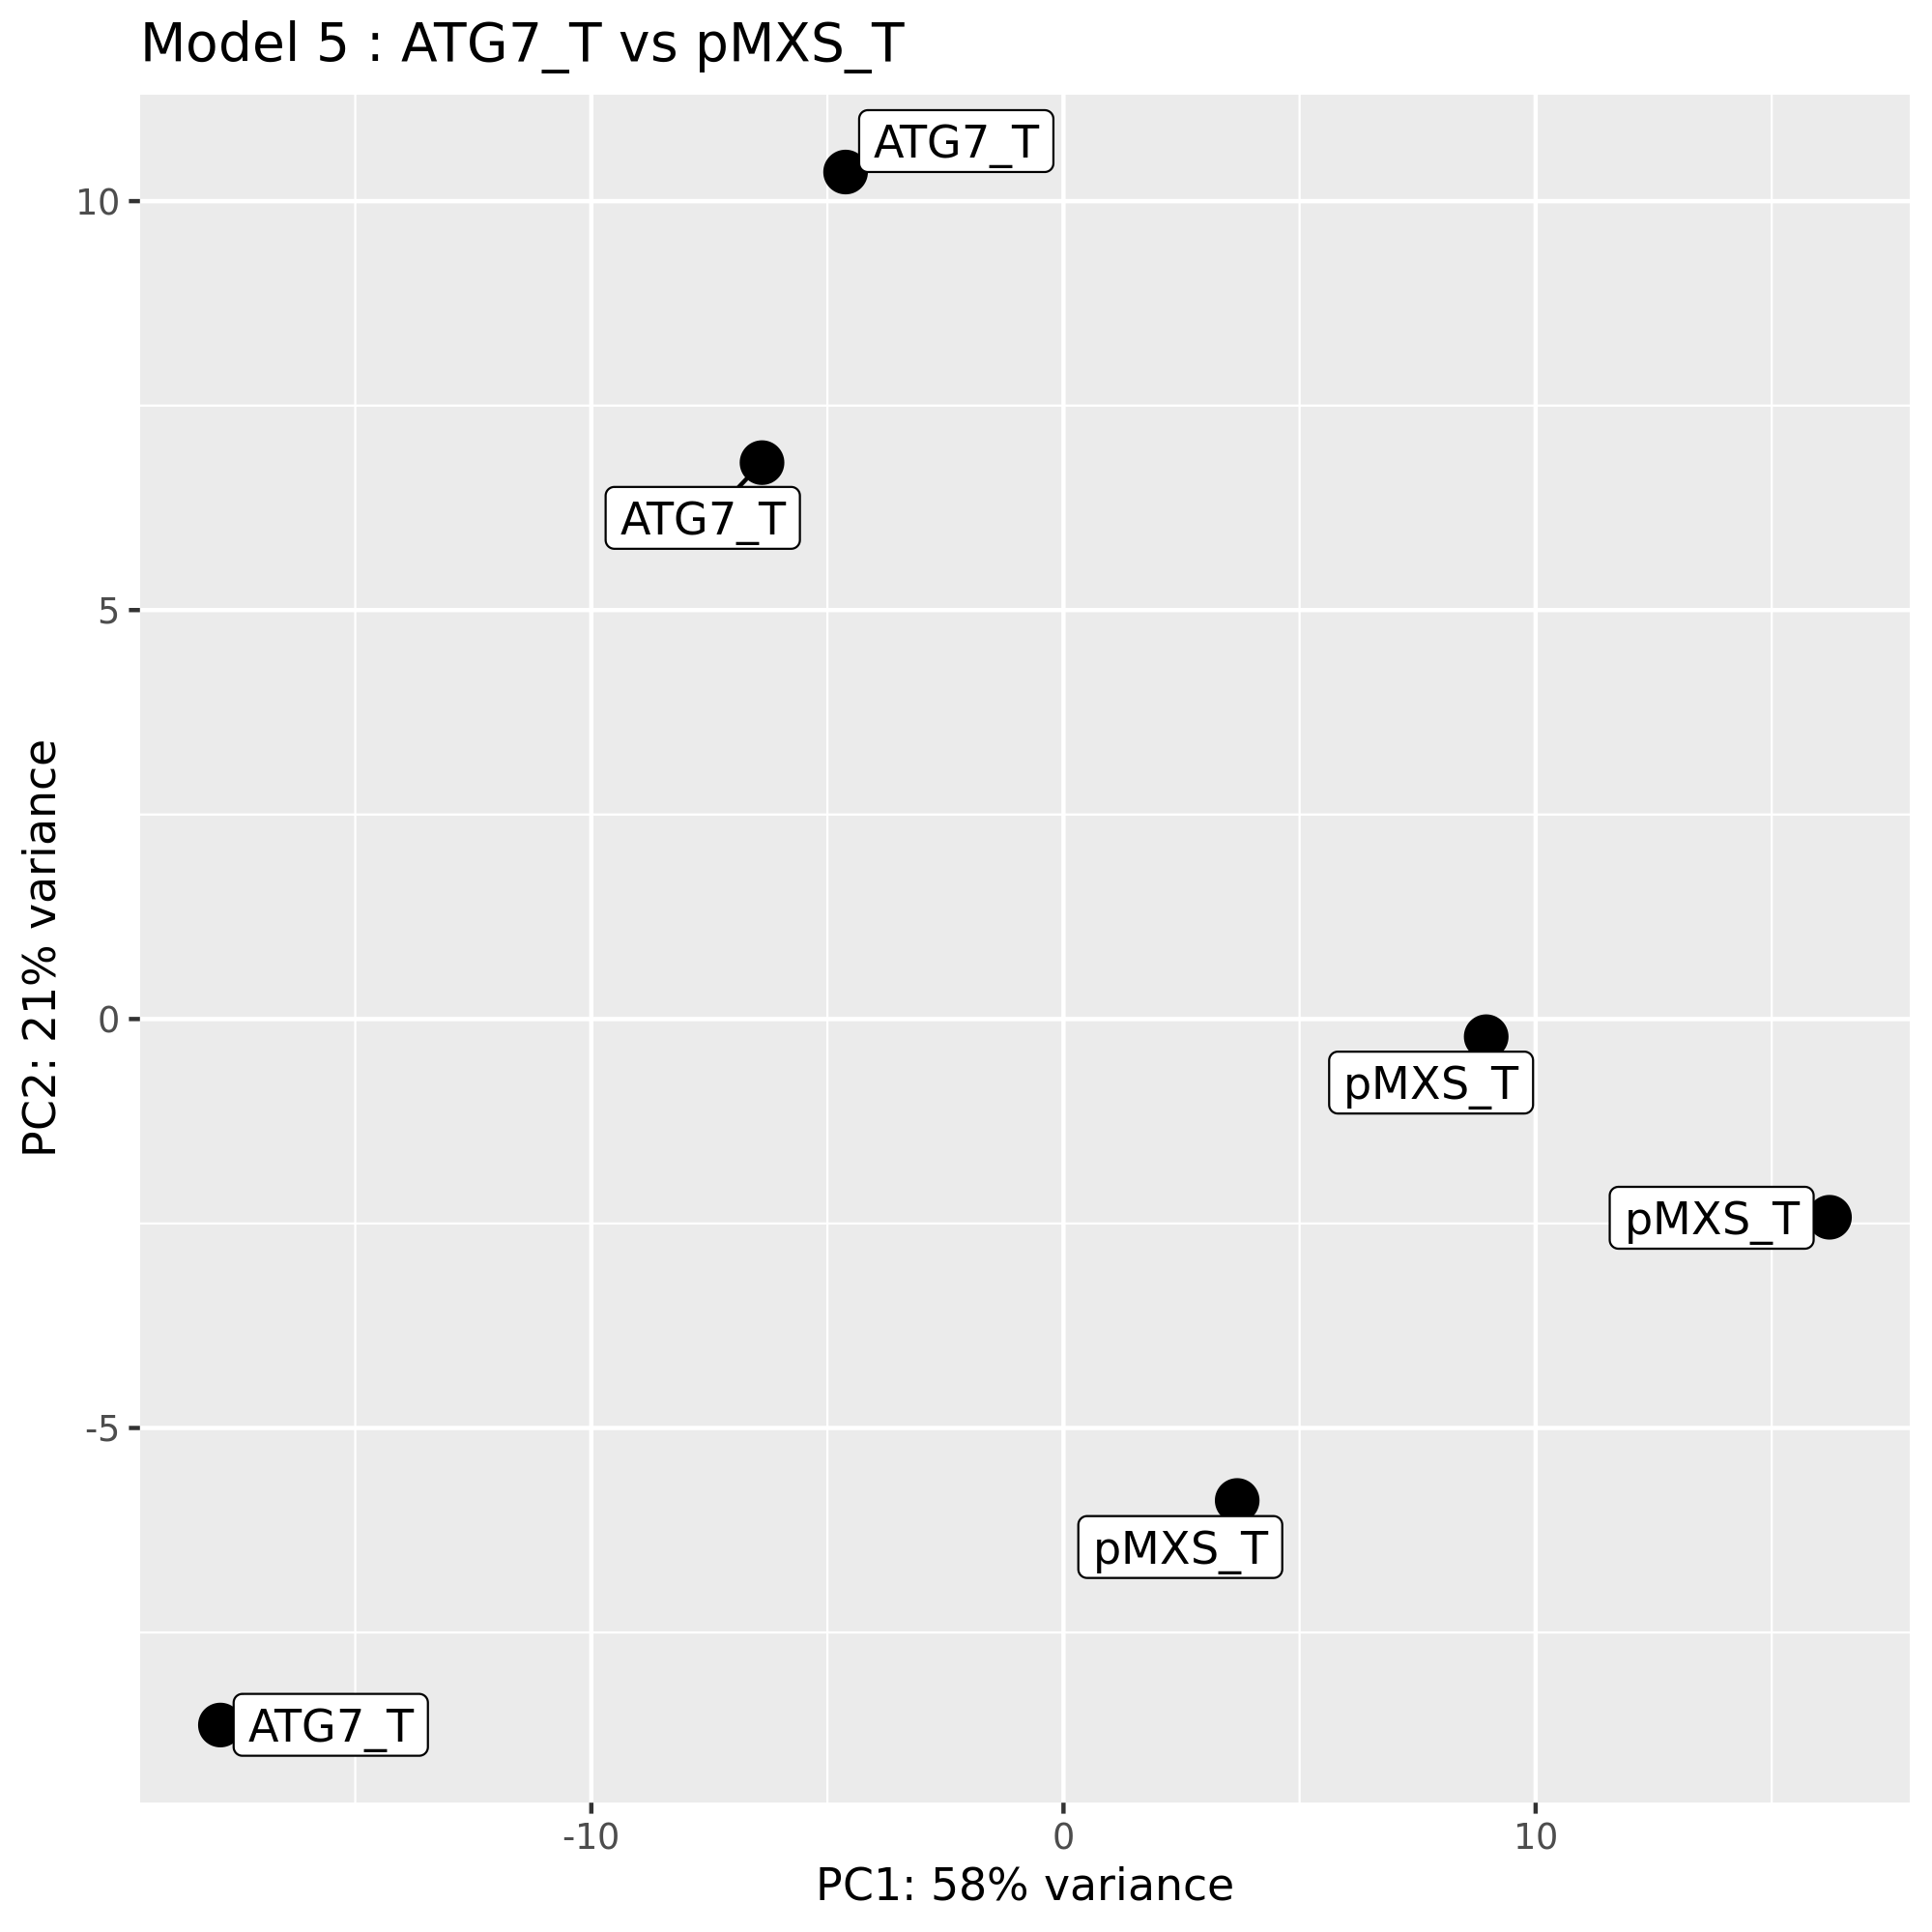 Model 5 : ATG7_T vs pMXS_T
ATG7_T
10
ATG7_T
5
PC2: 21% variance
0
pMXS_T
pMXS_T
-5
pMXS_T
ATG7_T
-10
0
10
PC1: 58% variance